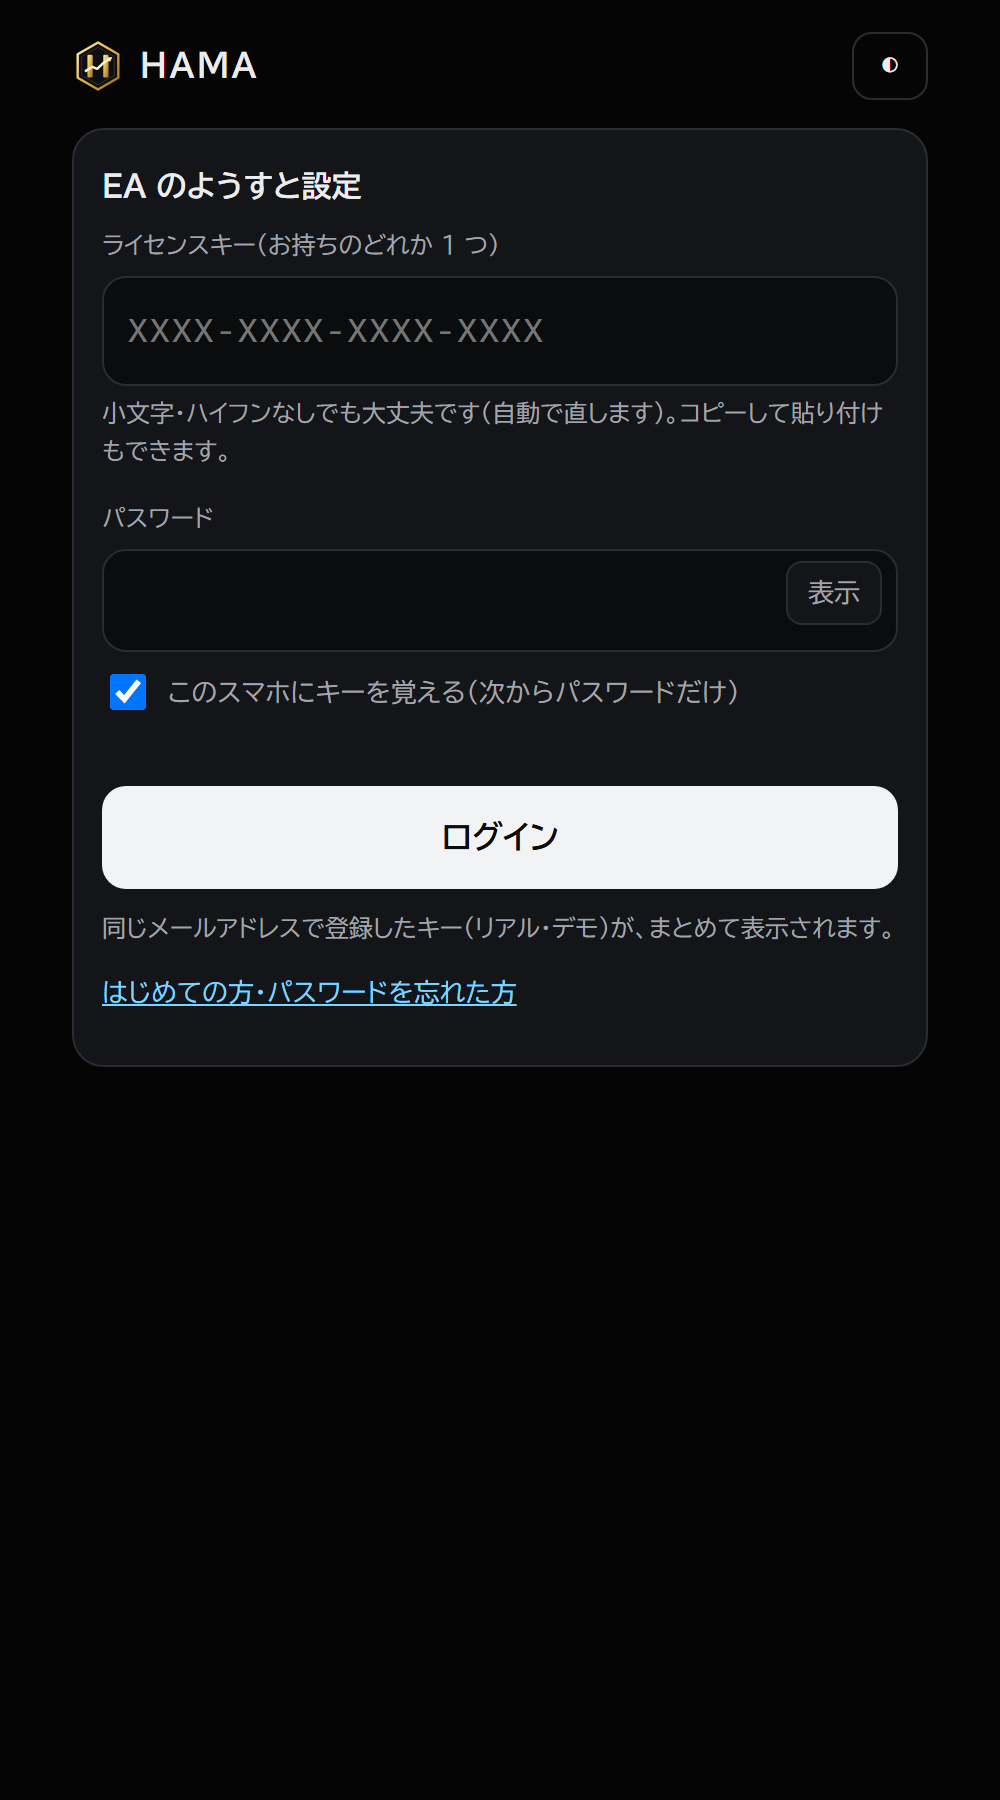 HAMA
EA のようすと設定
ライセンスキー(お持ちのどれか 1 つ)
XXXX-XXXX-XXXX-XXXX
小文字・ハイフンなしでも大丈夫です(自動で直します)。コピーして貼り付け
もできます。
パスワード
表示
このスマホにキーを覚える(次からパスワードだけ)
ログイン
同じメールアドレスで登録したキー(リアル・デモ)が、まとめて表示されます。
はじめての方・パスワードを忘れた方